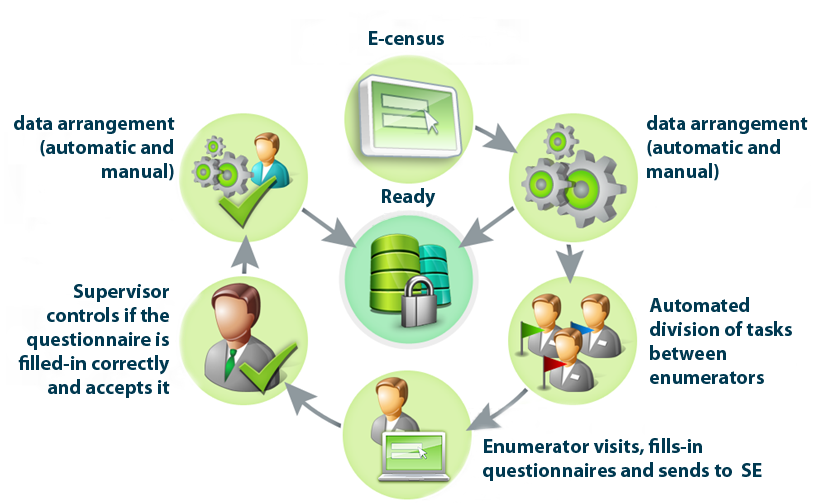 E-census
data arrangement
(automatic and
manual)
data arrangement
(automatic and
manual)
Ready
Supervisor
controls if the
questionnaire is
filled-in correctly
and accepts it
Automated
division of tasks
between
enumerators
Enumerator visits, fills-in
questionnaires and sends to SE